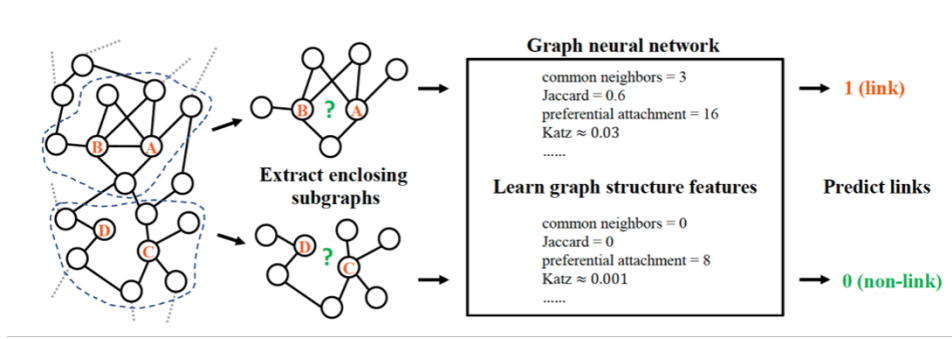 Graph neural network
common neighbors = 3
Jaccard = 0.6
preferential attachment = 16
Katz ≈ 0.03
......
B
A
B
?
A
1 (link)
Extract enclosing
subgraphs
Learn graph structure features
Predict links
common neighbors = 0
Jaccard = 0
preferential attachment = 8
Katz ≈ 0.001
......
D
C
D
?
C
0 (non-link)